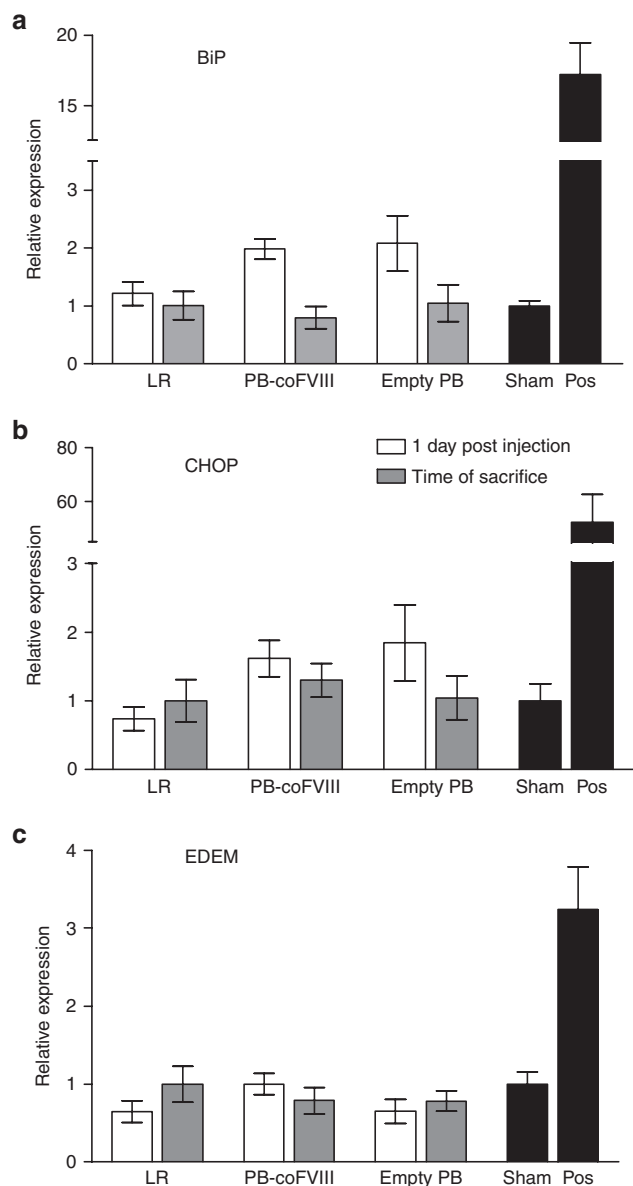 a
BiP
20
15
3
2
1
0
Relative expression
LR PB-coFVIII Empty PB Sham Pos
b
CHOP
1 day post injection
Time of sacrifice
80
60
3
2
1
0
Relative expression
LR PB-coFVIII Empty PB Sham Pos
c
EDEM
4
3
2
1
0
Relative expression
LR PB-coFVIII Empty PB Sham Pos